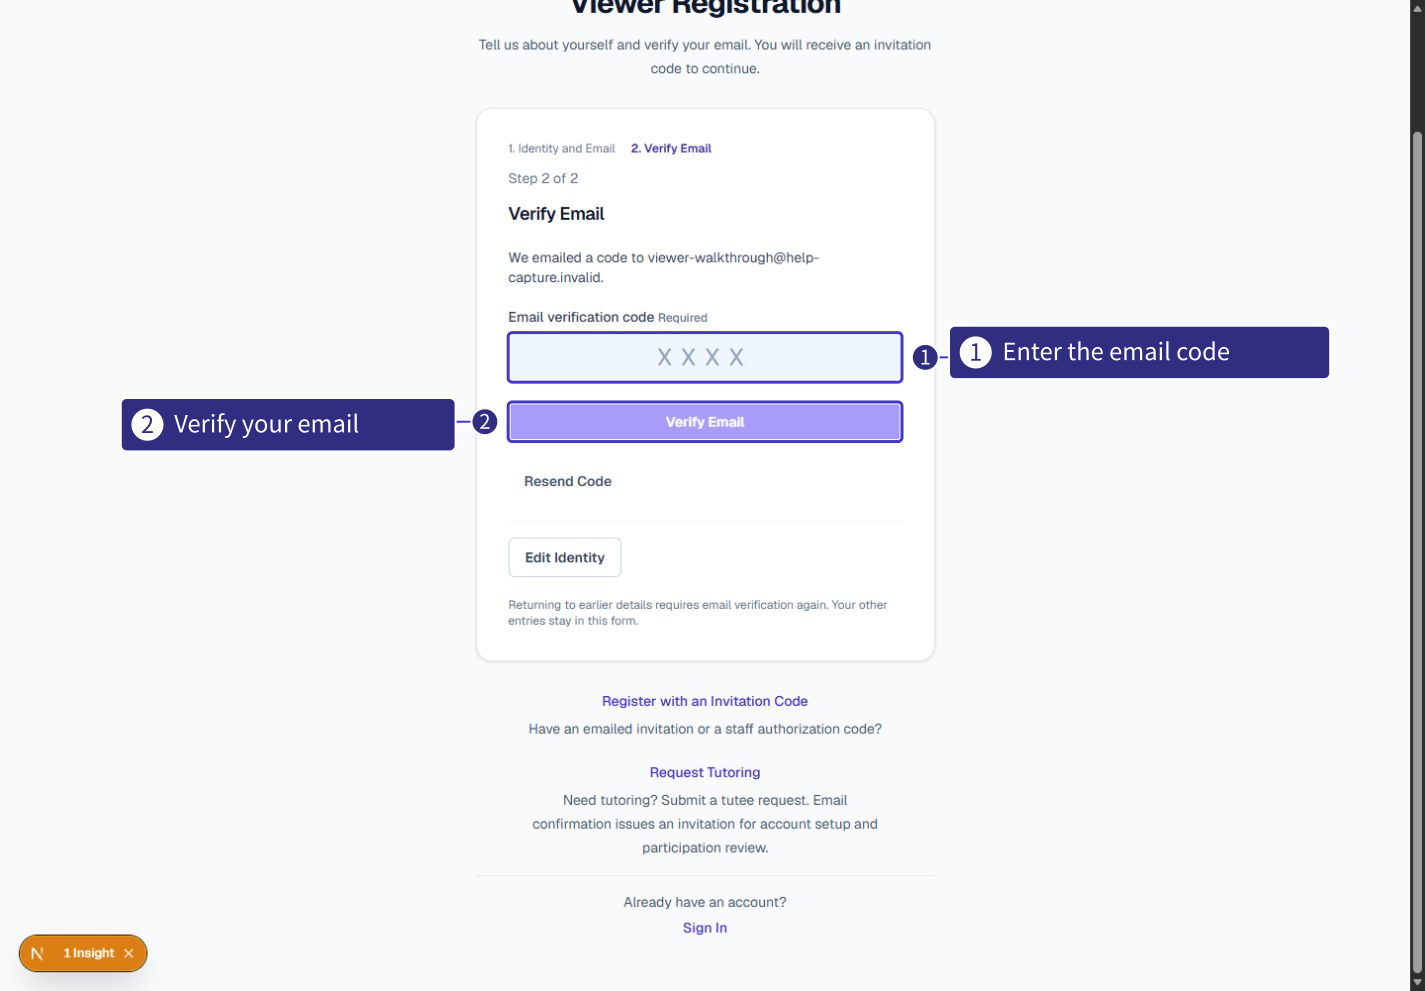 Viewer Registration
Tell us about yourself and verify your email. You will receive an invitation
code to continue.
1. Identity and Email 2. Verify Email
Step 2 of 2
Verify Email
We emailed a code to viewer-walkthrough@help-
capture.invalid.
Email verification code Required
X X X X
1
1 Enter the email code
2 Verify your email
2
Verify Email
Resend Code
Edit Identity
Returning to earlier details requires email verification again. Your other
entries stay in this form.
Register with an Invitation Code
Have an emailed invitation or a staff authorization code?
Request Tutoring
Need tutoring? Submit a tutee request. Email
confirmation issues an invitation for account setup and
participation review.
Already have an account?
Sign In
N 1 Insight ×